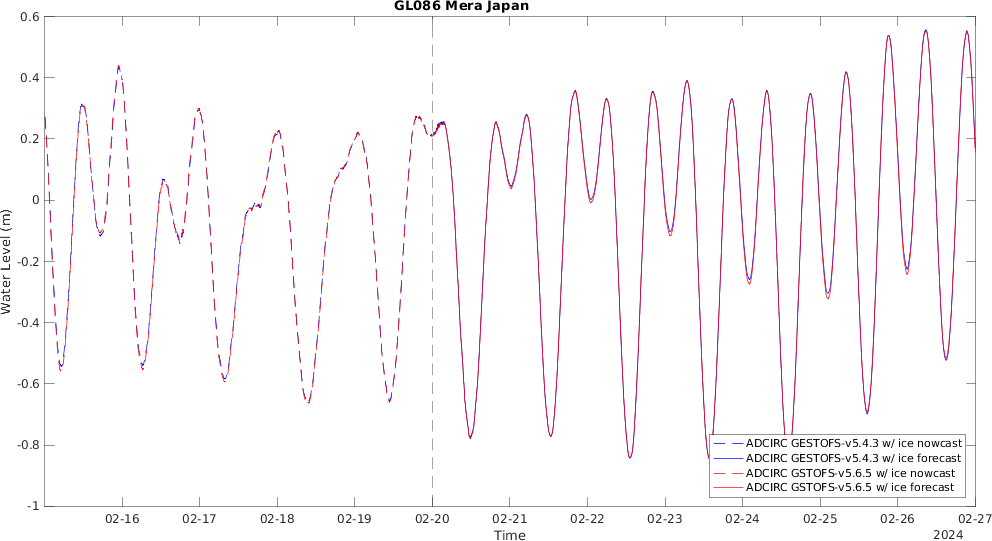 GL086 Mera Japan
0.6
0.4
0.2
0
-0.2
-0.4
-0.6
-0.8
-1
Water Level (m)
ADCIRC GESTOFS-v5.4.3 w/ ice nowcast
ADCIRC GESTOFS-v5.4.3 w/ ice forecast
ADCIRC GSTOFS-v5.6.5 w/ ice nowcast
ADCIRC GSTOFS-v5.6.5 w/ ice forecast
02-16 02-17 02-18 02-19 02-20 02-21 02-22 02-23 02-24 02-25 02-26 02-27
Time
2024